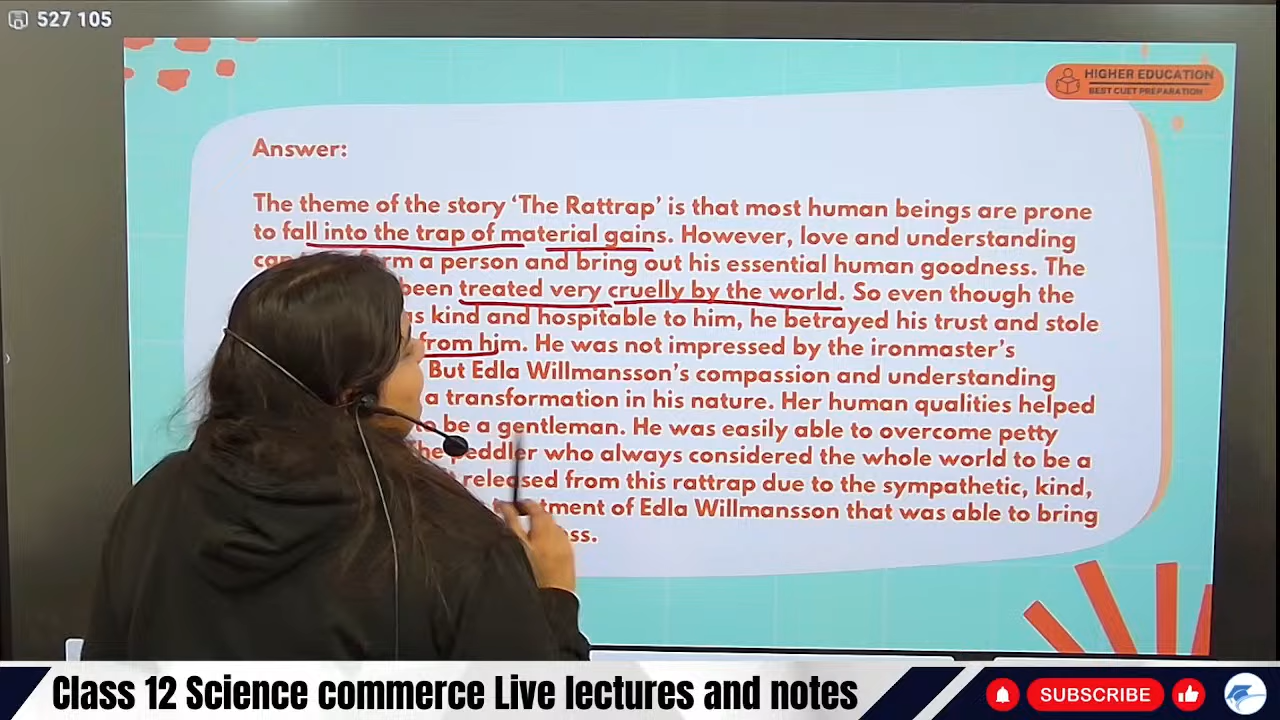 527 105
HIGHER EDUCATION
BEST CUET PREPARATION
Answer:
The theme of the story ‘The Rattrap’ is that most human beings are prone
to fall into the trap of material gains. However, love and understanding
a person and bring out his essential human goodness. The
been treated very cruelly by the world. So even though the
kind and hospitable to him, he betrayed his trust and stole
from him. He was not impressed by the ironmaster’s
But Edla Willmansson’s compassion and understanding
a transformation in his nature. Her human qualities helped
be a gentleman. He was easily able to overcome petty
peddler who always considered the whole world to be a
released from this rattrap due to the sympathetic, kind,
of Edla Willmansson that was able to bring
Class 12 Science commerce Live lectures and notes
SUBSCRIBE